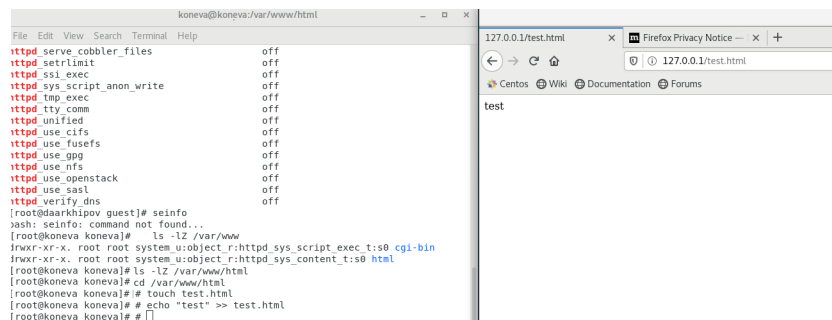 koneva@koneva:/var/www/html
File Edit View Search Terminal Help
httpd_serve_cobbler_files off
httpd_setrlimit off
httpd_ssi_exec off
httpd_sys_script_anon_write off
httpd_tmp_exec off
httpd_tty_comm off
httpd_unified off
httpd_use_cifs off
httpd_use_fusefs off
httpd_use_gpg off
httpd_use_nfs off
httpd_use_openstack off
httpd_use_sasl off
httpd_verify_dns off
[root@daarkhipov guest]# seinfo
bash: seinfo: command not found...
[root@koneva koneva]# ls -lZ /var/www
drwxr-xr-x. root root system_u:object_r:httpd_sys_script_exec_t:s0 cgi-bin
drwxr-xr-x. root root system_u:object_r:httpd_sys_content_t:s0 html
[root@koneva koneva]# ls -lZ /var/www/html
[root@koneva koneva]# cd /var/www/html
[root@koneva koneva]# # touch test.html
[root@koneva koneva]# # echo "test" >> test.html
[root@koneva koneva]# #
127.0.0.1/test.html
Firefox Privacy Notice —
127.0.0.1/test.html
Centos Wiki Documentation Forums
test